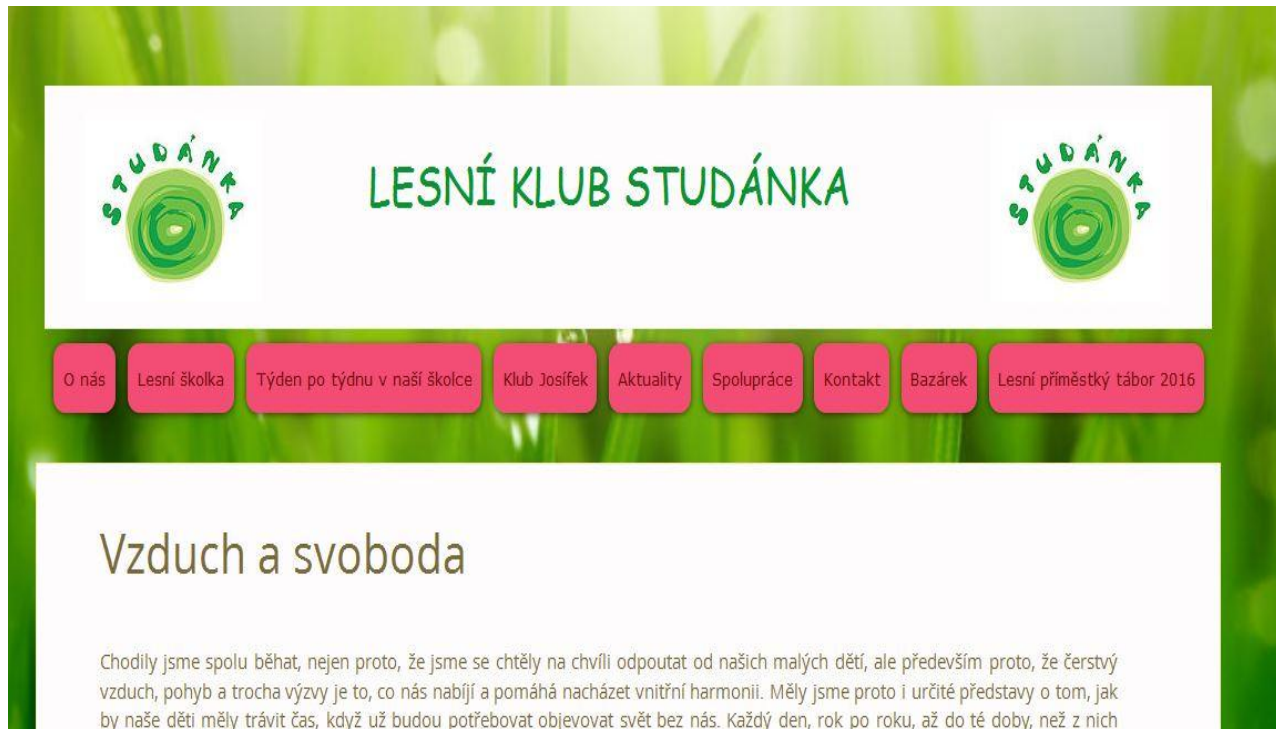 STUDÁNKA
LESNÍ KLUB STUDÁNKA
STUDÁNKA
O nás
Lesní školka
Týden po týdnu v naší školce
Klub Josífek
Aktuality
Spolupráce
Kontakt
Bazárek
Lesní příměstký tábor 2016
Vzduch a svoboda
Chodily jsme spolu běhat, nejen proto, že jsme se chtěly na chvíli odpoutat od našich malých dětí, ale především proto, že čerstvý
vzduch, pohyb a trocha výzvy je to, co nás nabíjí a pomáhá nacházet vnitřní harmonii. Měly jsme proto i určité představy o tom, jak
by naše děti měly trávit čas, když už budou potřebovat objevovat svět bez nás. Každý den, rok po roku, až do té doby, než z nich